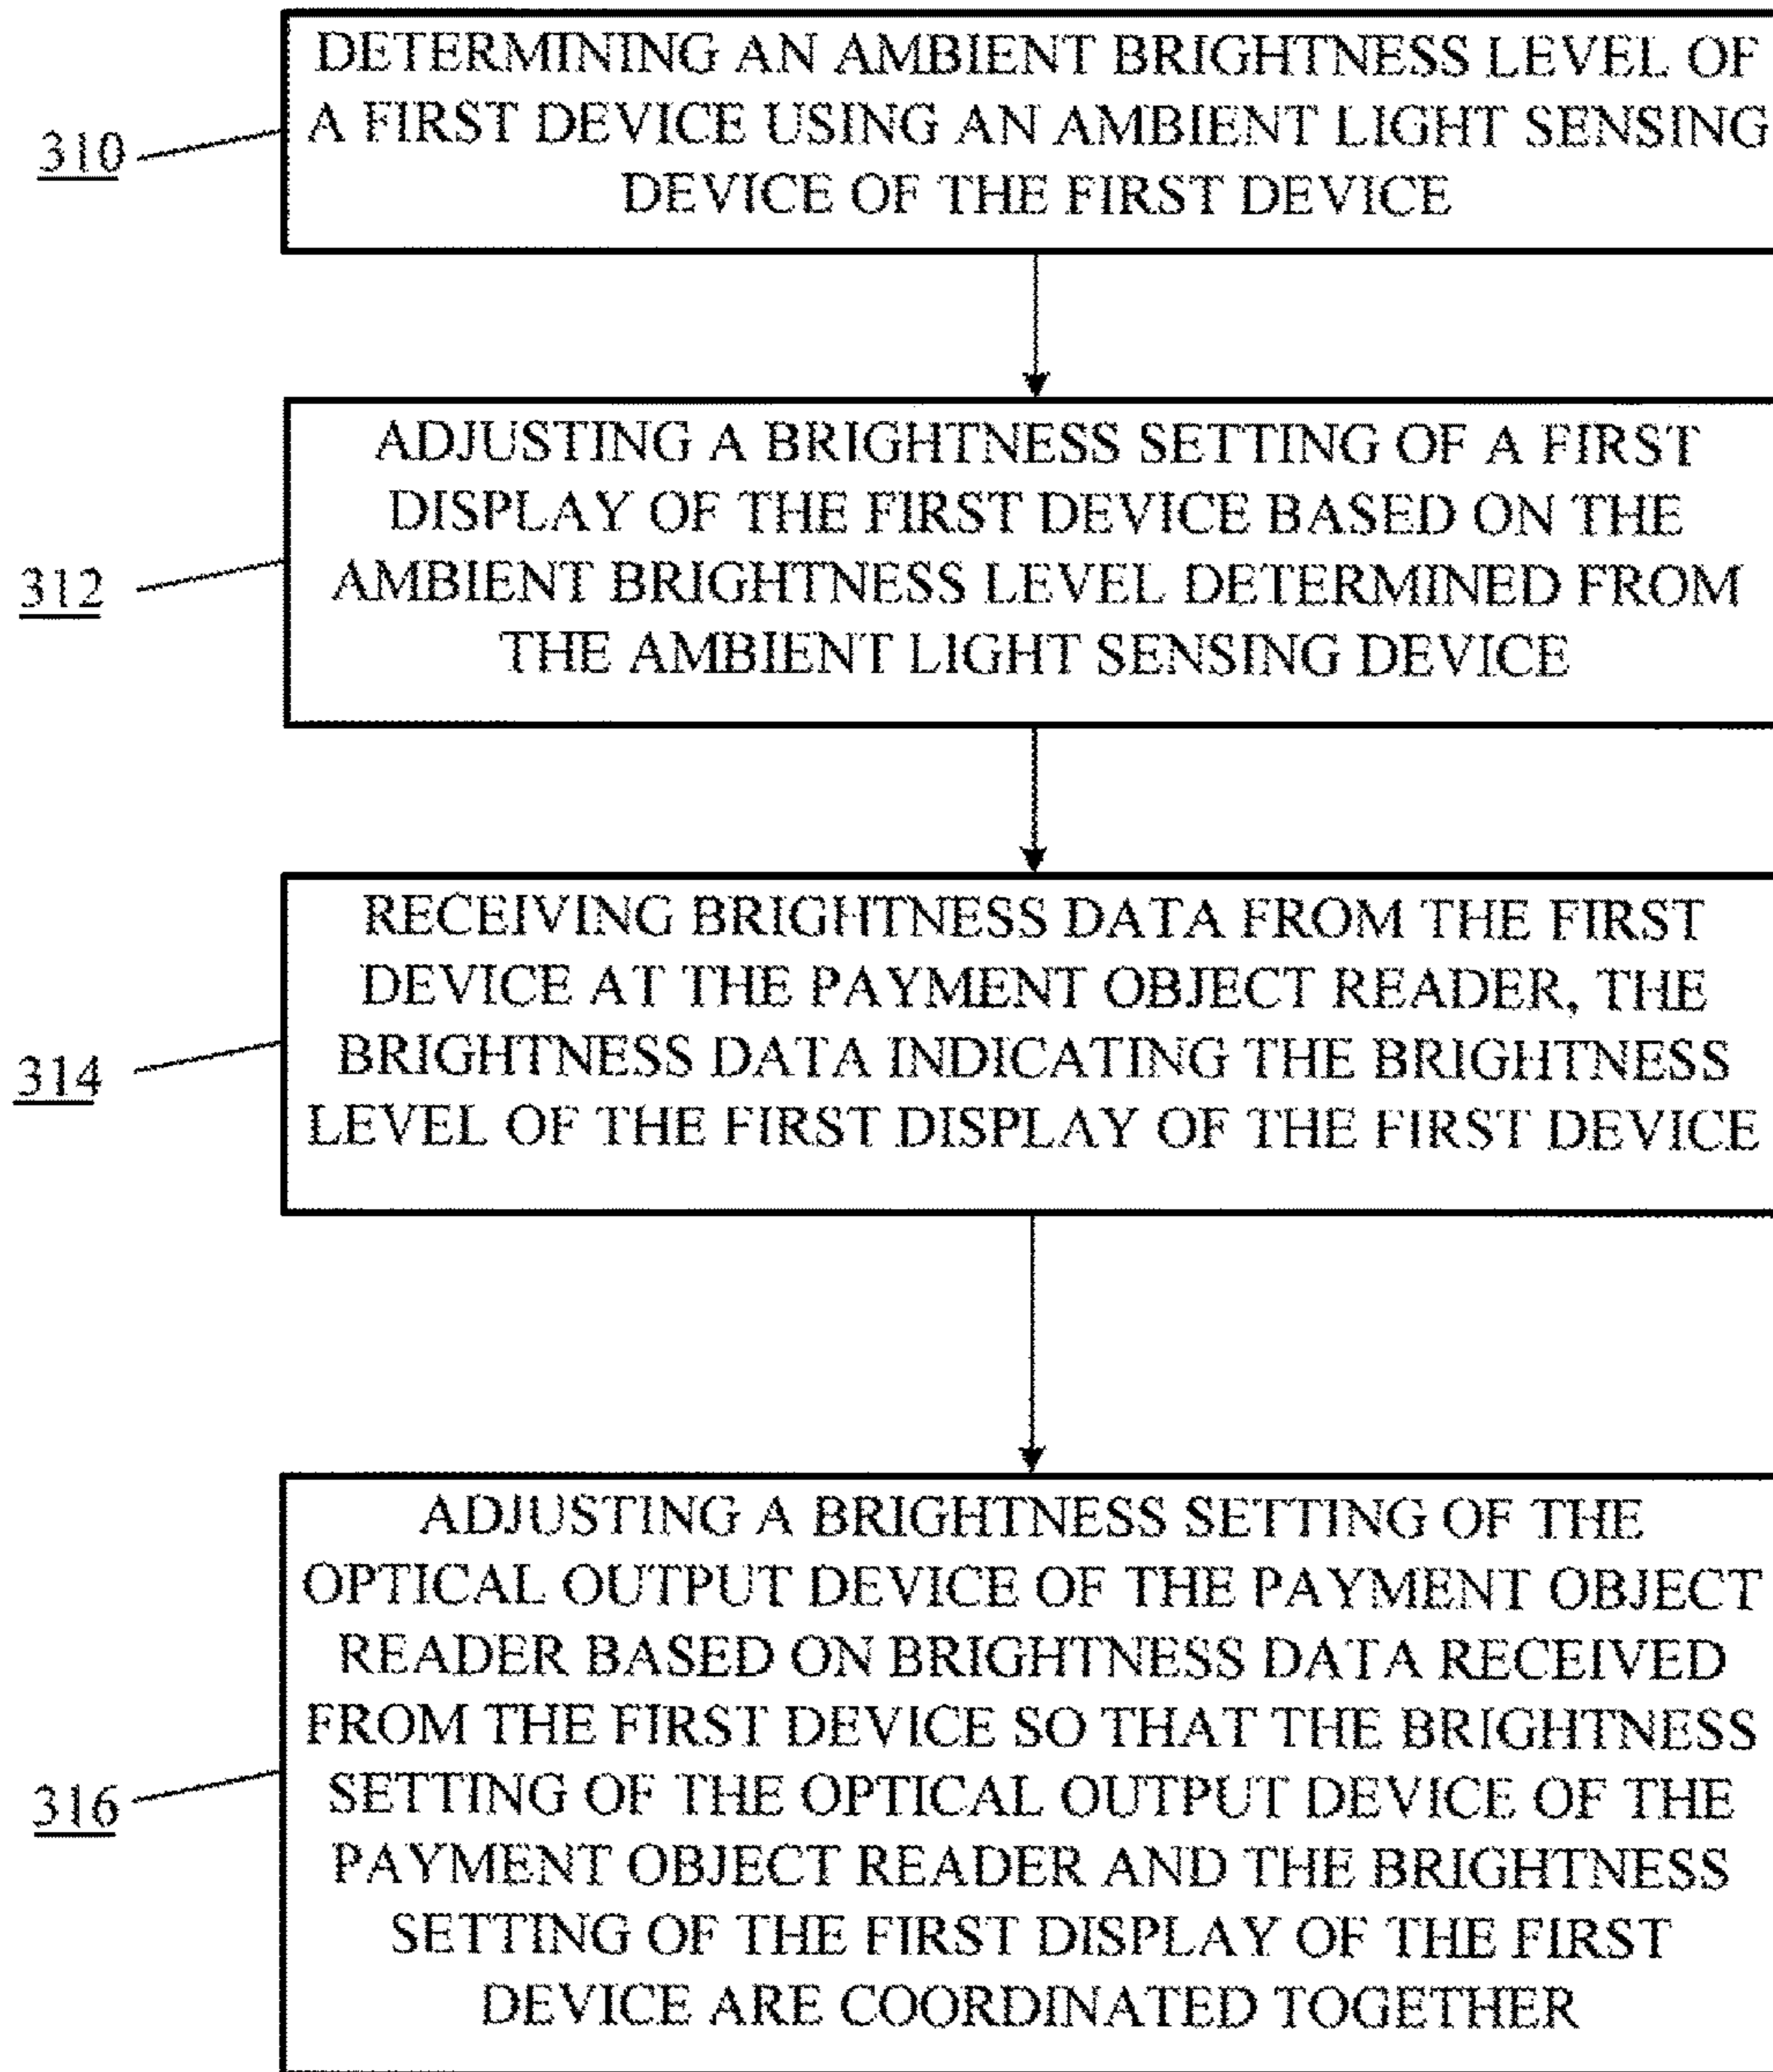 310
DETERMINING AN AMBIENT BRIGHTNESS LEVEL OF
A FIRST DEVICE USING AN AMBIENT LIGHT SENSING
DEVICE OF THE FIRST DEVICE
312
ADJUSTING A BRIGHTNESS SETTING OF A FIRST
DISPLAY OF THE FIRST DEVICE BASED ON THE
AMBIENT BRIGHTNESS LEVEL DETERMINED FROM
THE AMBIENT LIGHT SENSING DEVICE
314
RECEIVING BRIGHTNESS DATA FROM THE FIRST
DEVICE AT THE PAYMENT OBJECT READER, THE
BRIGHTNESS DATA INDICATING THE BRIGHTNESS
LEVEL OF THE FIRST DISPLAY OF THE FIRST DEVICE
316
ADJUSTING A BRIGHTNESS SETTING OF THE
OPTICAL OUTPUT DEVICE OF THE PAYMENT OBJECT
READER BASED ON BRIGHTNESS DATA RECEIVED
FROM THE FIRST DEVICE SO THAT THE BRIGHTNESS
SETTING OF THE OPTICAL OUTPUT DEVICE OF THE
PAYMENT OBJECT READER AND THE BRIGHTNESS
SETTING OF THE FIRST DISPLAY OF THE FIRST
DEVICE ARE COORDINATED TOGETHER